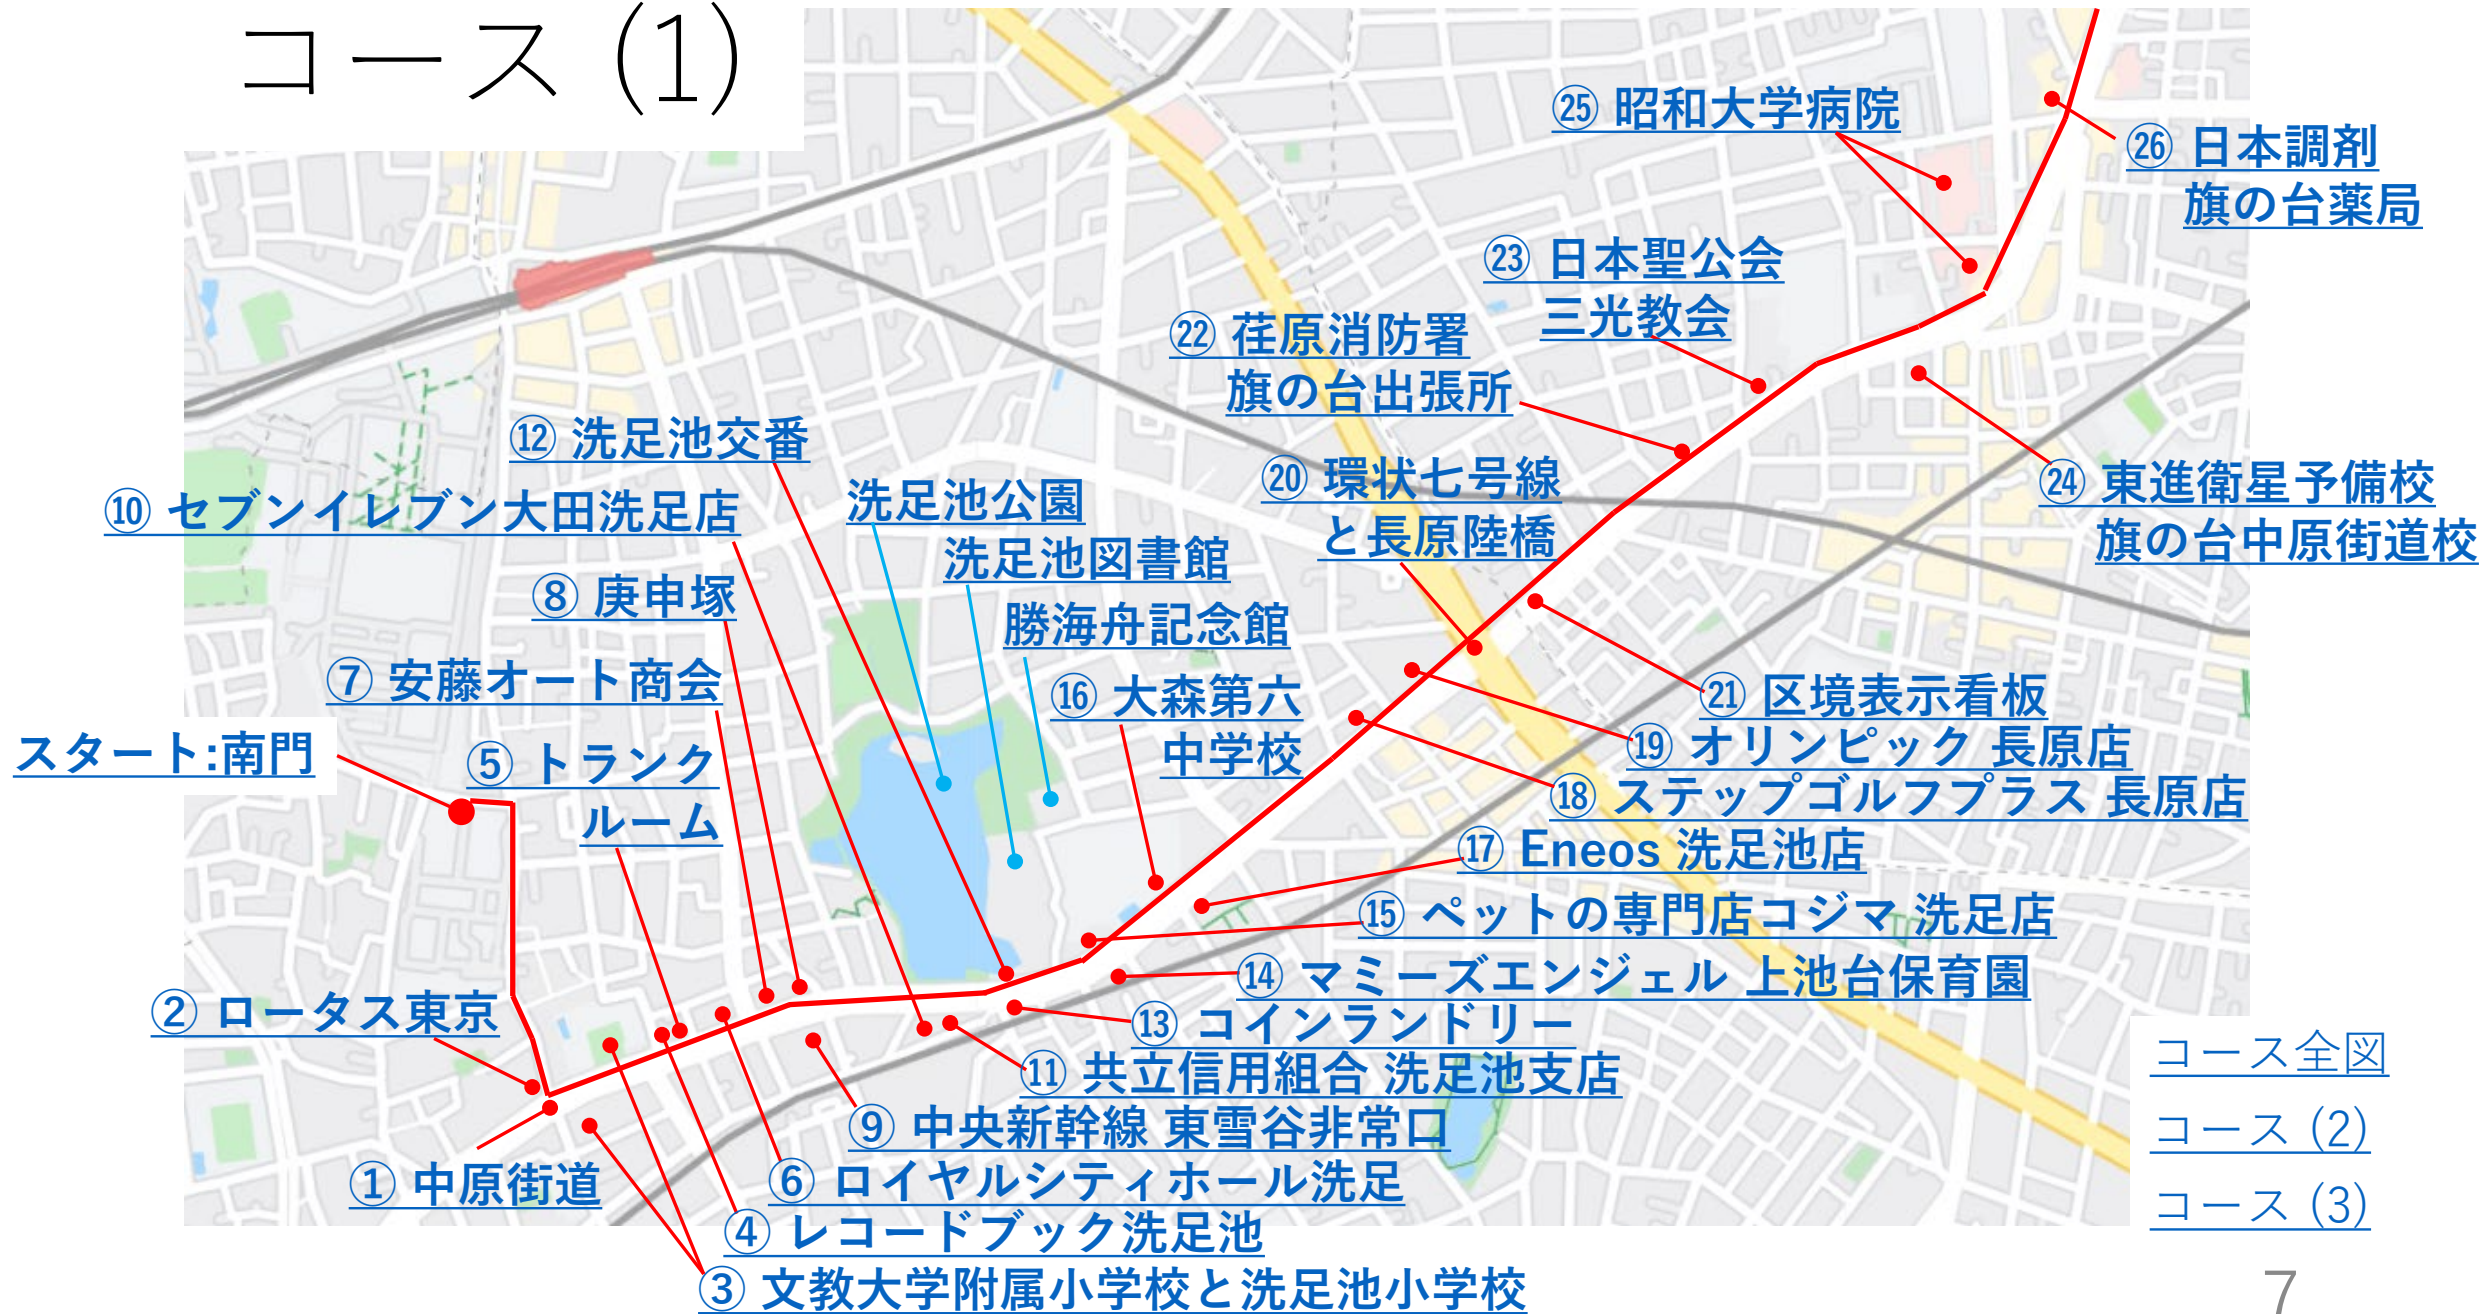 コース (1)
㉕ 昭和大学病院
㉖ 日本調剤
旗の台薬局
㉓ 日本聖公会
三光教会
㉒ 荏原消防署
旗の台出張所
⑫ 洗足池交番
⑳ 環状七号線
と長原陸橋
㉔ 東進衛星予備校
旗の台中原街道校
⑩ セブンイレブン大田洗足店
洗足池公園
洗足池図書館
⑧ 庚申塚
勝海舟記念館
⑦ 安藤オート商会
⑯ 大森第六
中学校
㉑ 区境表示看板
スタート:南門
⑤ トランク
ルーム
⑲ オリンピック 長原店
⑱ ステップゴルフプラス 長原店
⑰ Eneos 洗足池店
⑮ ペットの専門店コジマ 洗足店
⑭ マミーズエンジェル 上池台保育園
② ロータス東京
⑬ コインランドリー
⑪ 共立信用組合 洗足池支店
⑨ 中央新幹線 東雪谷非常口
① 中原街道
⑥ ロイヤルシティホール洗足
④ レコードブック洗足池
③ 文教大学附属小学校と洗足池小学校
コース全図
コース (2)
コース (3)
7